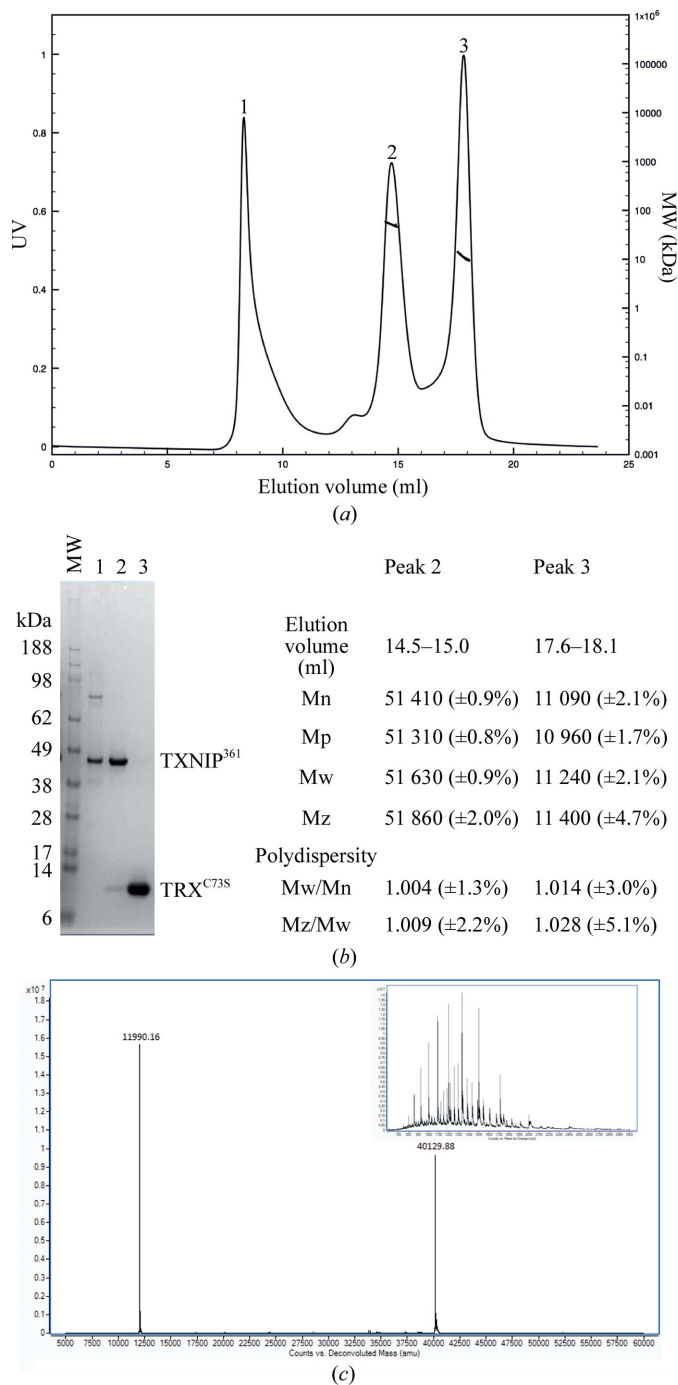 1
2
3
1
0.8
0.6
0.4
0.2
0
UV
1x10⁶
100000
10000
1000
100
10
1
0.1
0.01
0.001
MW (kDa)
0 5 10 15 20 25
Elution volume (ml)
(a)
MW 1 2 3
kDa
188
98
62
49
38
28
17
14
6
TXNIP³⁶¹
TRXᶜ⁷³ˢ
Peak 2 Peak 3
Elution
volume
(ml)
14.5–15.0 17.6–18.1
Mn 51 410 (±0.9%) 11 090 (±2.1%)
Mp 51 310 (±0.8%) 10 960 (±1.7%)
Mw 51 630 (±0.9%) 11 240 (±2.1%)
Mz 51 860 (±2.0%) 11 400 (±4.7%)
Polydispersity
Mw/Mn 1.004 (±1.3%) 1.014 (±3.0%)
Mz/Mw 1.009 (±2.2%) 1.028 (±5.1%)
(b)
x10⁷
1.8
1.7
1.6
1.5
1.4
1.3
1.2
1.1
1
0.9
0.8
0.7
0.6
0.5
0.4
0.3
0.2
0.1
0
11990.16
40129.88
5000 7500 10000 12500 15000 17500 20000 22500 25000 27500 30000 32500 35000 37500 40000 42500 45000 47500 50000 52500 55000 57500 60000
Counts vs. Deconvoluted Mass (amu)
(c)